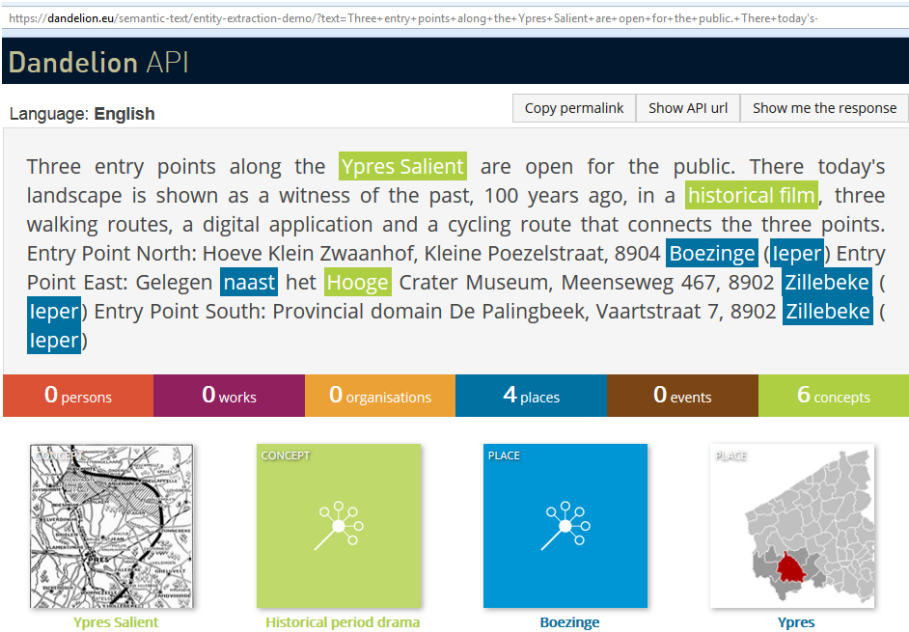 https://dandelion.eu/semantic-text/entity-extraction-demo/?text=Three+entry+points+along+the+Ypres+Salient+are+open+for+the+public.+There+today's-
Dandelion API
Language: English
Copy permalink Show API url Show me the response
Three entry points along the Ypres Salient are open for the public. There today's
landscape is shown as a witness of the past, 100 years ago, in a historical film, three
walking routes, a digital application and a cycling route that connects the three points.
Entry Point North: Hoeve Klein Zwaanhof, Kleine Poezelstraat, 8904 Boezinge (Ieper) Entry
Point East: Gelegen naast het Hooge Crater Museum, Meenseweg 467, 8902 Zillebeke (
Ieper) Entry Point South: Provincial domain De Palingbeek, Vaartstraat 7, 8902 Zillebeke (
Ieper)
0 persons 0 works 0 organisations 4 places 0 events 6 concepts
CONCEPT CONCEPT PLACE PLACE
YPRES
Ypres Salient Historical period drama Boezinge Ypres